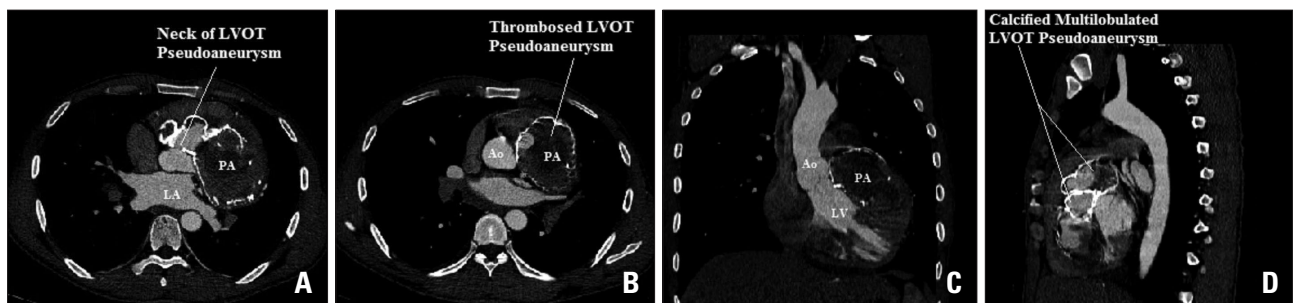 Neck of LVOT
Pseudoaneurysm
PA
LA
A
Thrombosed LVOT
Pseudoaneurysm
Ao
PA
B
Ao
PA
LV
C
Calcified Multilobulated
LVOT Pseudoaneurysm
D